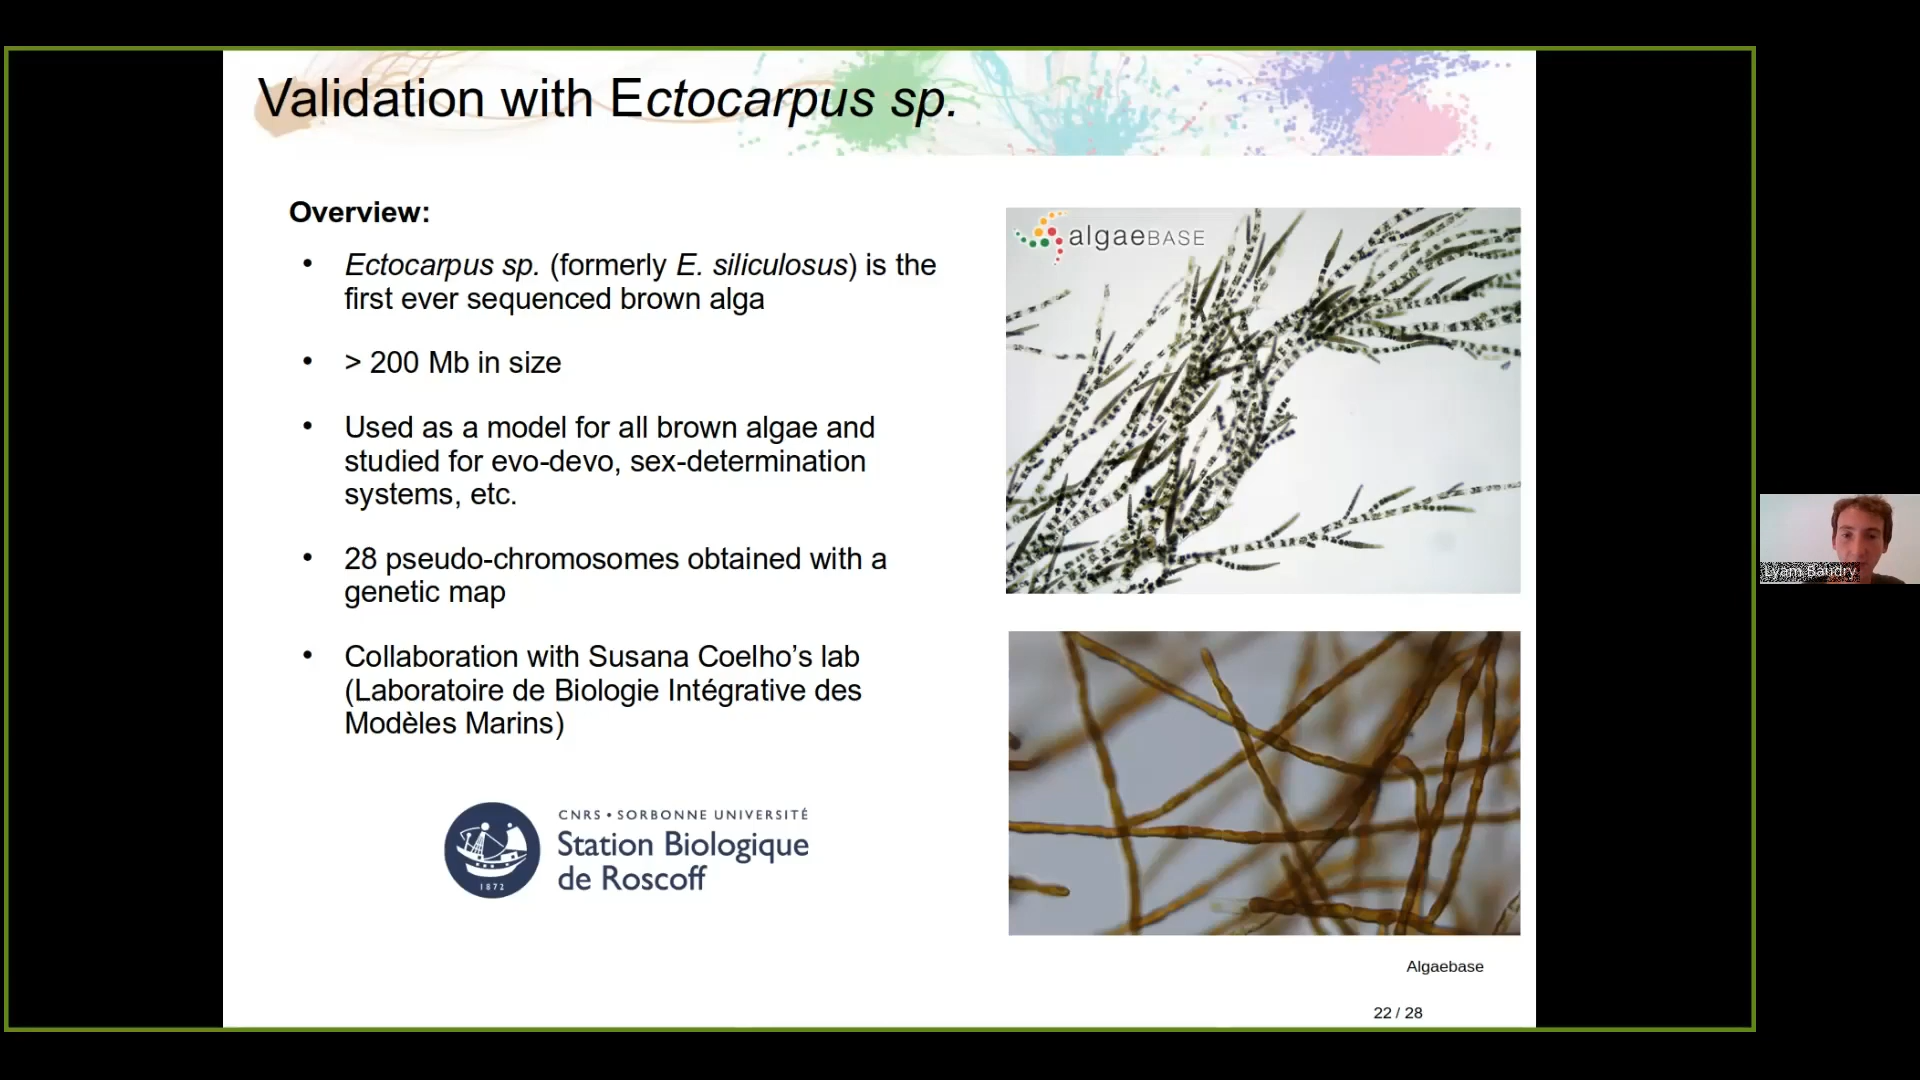 Validation with Ectocarpus sp.
Overview:
• Ectocarpus sp. (formerly E. siliculosus) is the
first ever sequenced brown alga
• > 200 Mb in size
• Used as a model for all brown algae and
studied for evo-devo, sex-determination
systems, etc.
• 28 pseudo-chromosomes obtained with a
genetic map
• Collaboration with Susana Coelho’s lab
(Laboratoire de Biologie Intégrative des
Modèles Marins)
CNRS • SORBONNE UNIVERSITÉ
Station Biologique
de Roscoff
1872
algaeBASE
Algaebase
22 / 28
Lyam Baudry